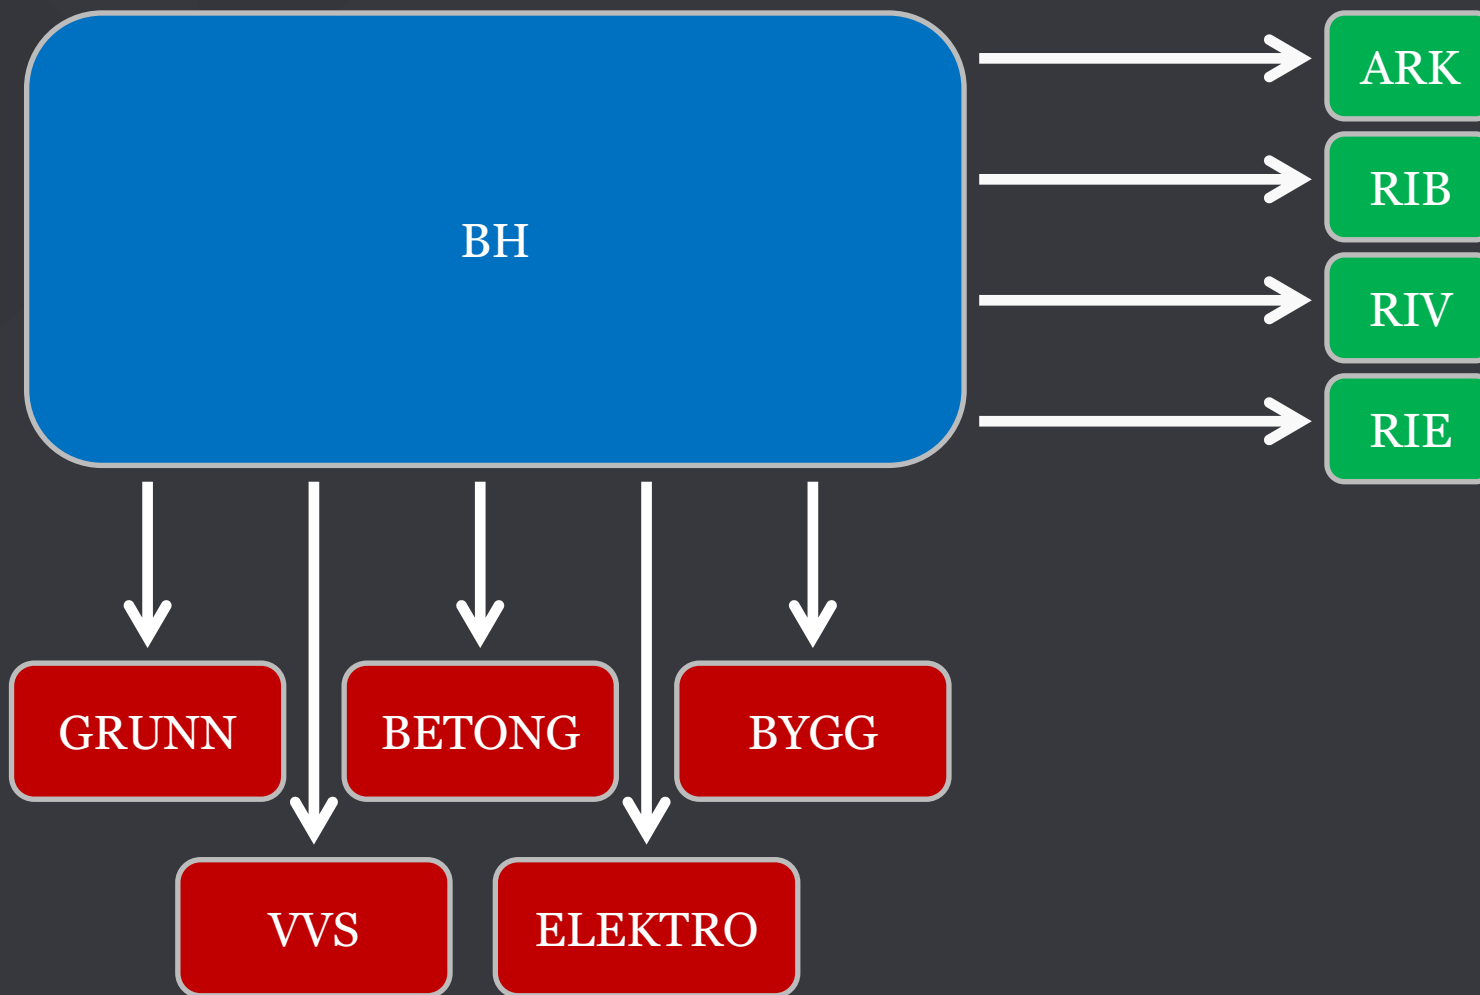 ARK
RIB
BH
RIV
RIE
GRUNN
BETONG
BYGG
VVS
ELEKTRO